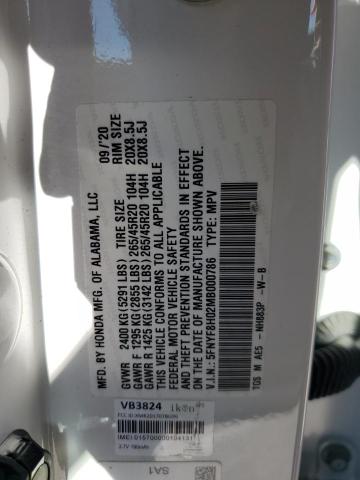 MFD. BY HONDA MFG. OF ALABAMA, LLC 09/'20
GVWR 2400 KG (5291 LBS) TIRE SIZE RIM SIZE
GAWR F 1295 KG (2855 LBS) 265/45R20 104H 20X8.5J
GAWR R 1425 KG (3142 LBS) 265/45R20 104H 20X8.5J
THIS VEHICLE CONFORMS TO ALL APPLICABLE
FEDERAL MOTOR VEHICLE SAFETY
AND THEFT PREVENTION STANDARDS IN EFFECT
ON THE DATE OF MANUFACTURE SHOWN ABOVE.
V.I.N.: 5FNYF8H02MB000786 TYPE: MPV
TGS M AE5 - NH883P -W-B
VB3824 ikon
SA1